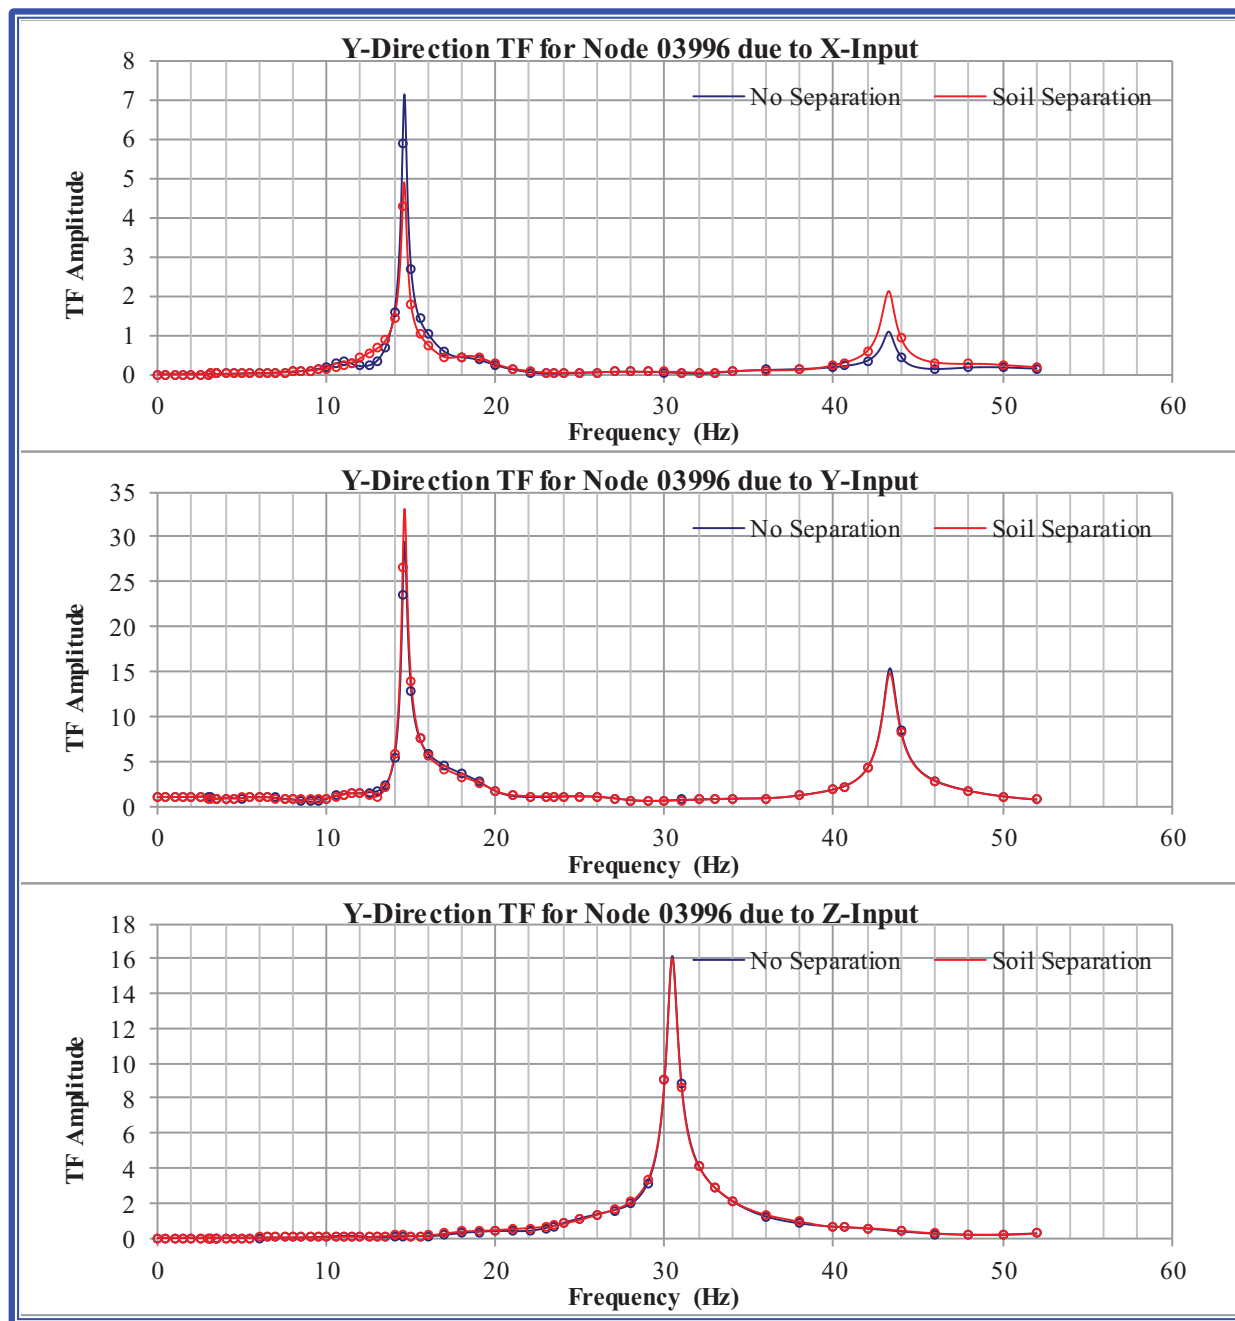 Y-Direction TF for Node 03996 due to X-Input
No Separation
Soil Separation
TF Amplitude
8
7
6
5
4
3
2
1
0
0 10 20 30 40 50 60
Frequency (Hz)
Y-Direction TF for Node 03996 due to Y-Input
No Separation
Soil Separation
TF Amplitude
35
30
25
20
15
10
5
0
0 10 20 30 40 50 60
Frequency (Hz)
Y-Direction TF for Node 03996 due to Z-Input
No Separation
Soil Separation
TF Amplitude
18
16
14
12
10
8
6
4
2
0
0 10 20 30 40 50 60
Frequency (Hz)